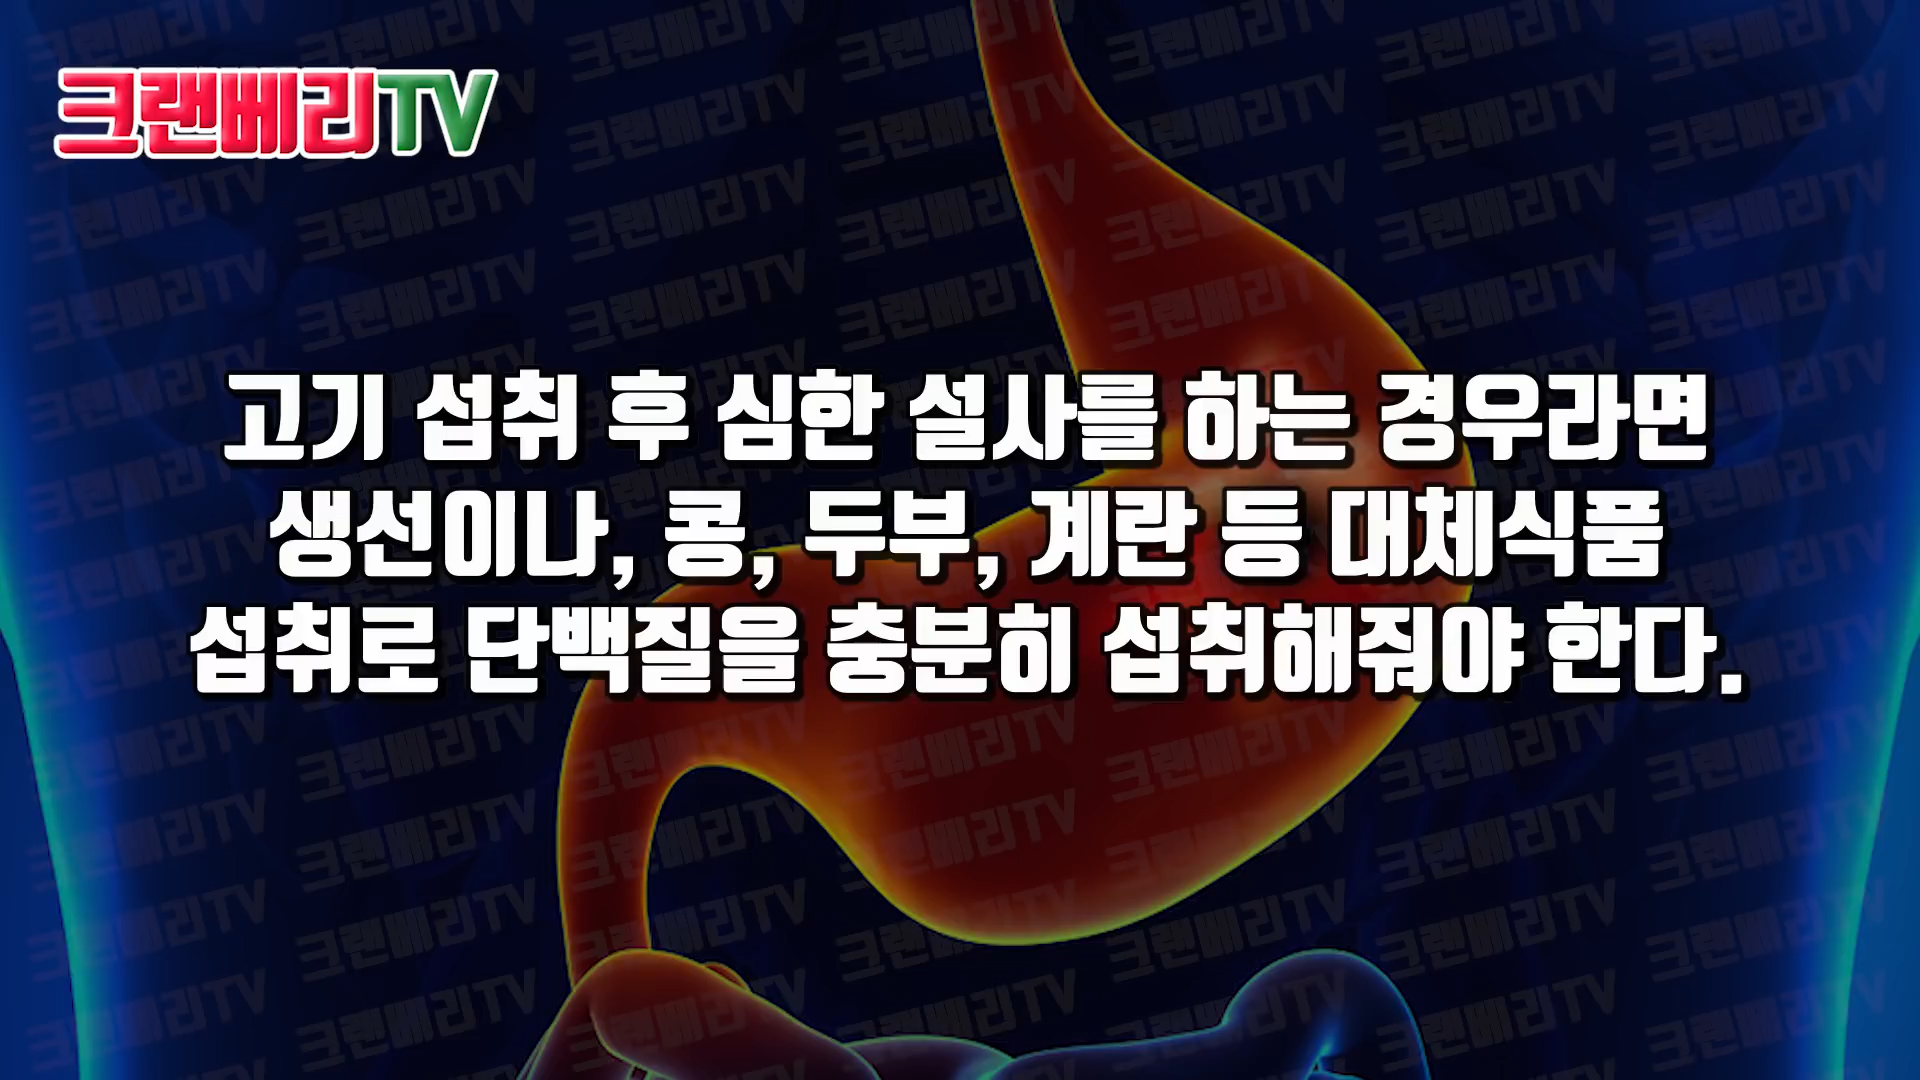 크랜베리TV
고기 섭취 후 심한 설사를 하는 경우라면
생선이나, 콩, 두부, 계란 등 대체식품
섭취로 단백질을 충분히 섭취해줘야 한다.